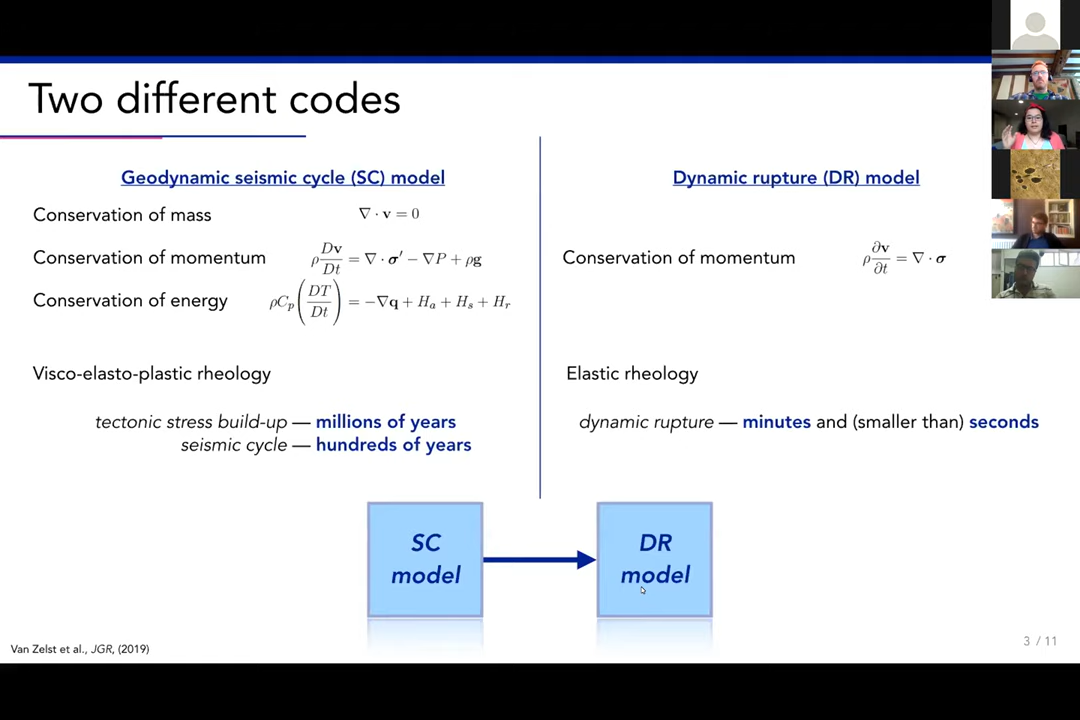 Two different codes
Geodynamic seismic cycle (SC) model
Conservation of mass ∇ · v = 0
Conservation of momentum ρ Dv/Dt = ∇ · σ′ − ∇P + ρg
Conservation of energy ρCp (DT/Dt) = −∇q + Ha + Hs + Hr
Visco-elasto-plastic rheology
tectonic stress build-up — millions of years
seismic cycle — hundreds of years
Dynamic rupture (DR) model
Conservation of momentum ρ ∂v/∂t = ∇ · σ
Elastic rheology
dynamic rupture — minutes and (smaller than) seconds
SC
model
DR
model
Van Zelst et al., JGR, (2019)
3 / 11